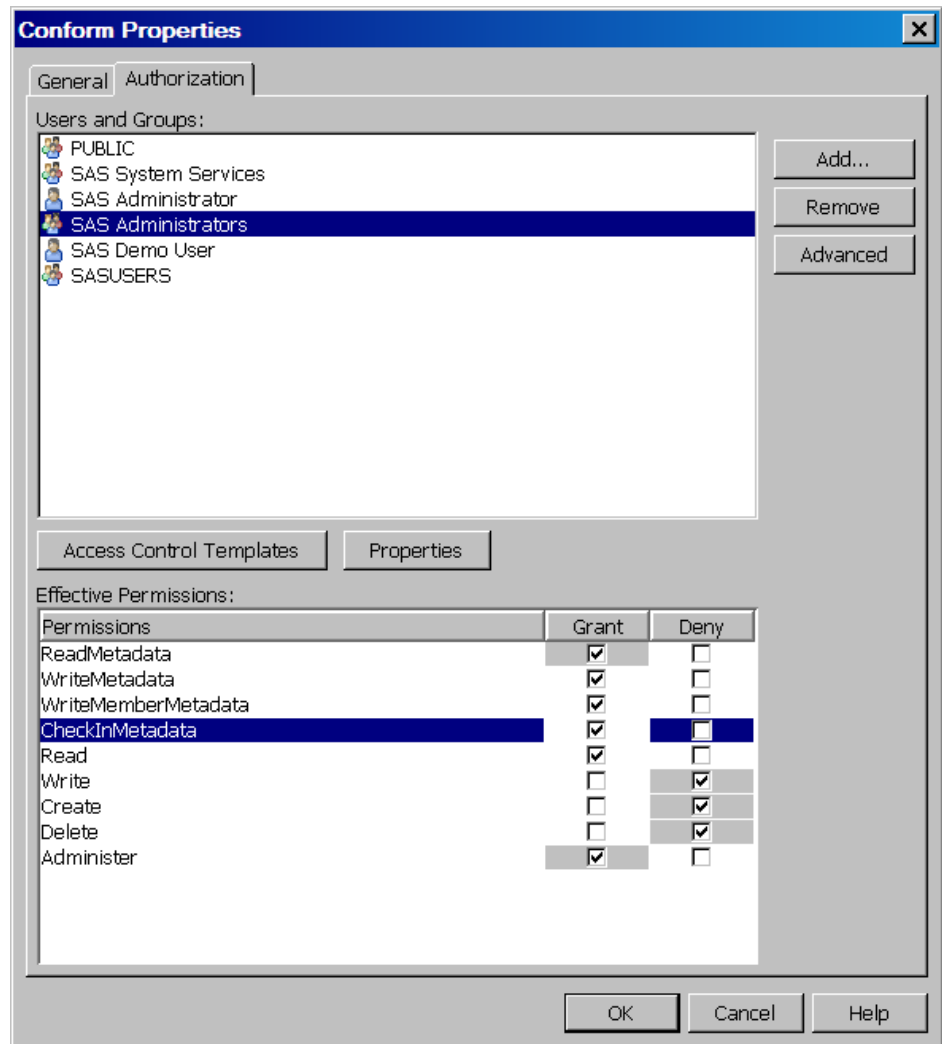 Conform Properties
General Authorization
Users and Groups:
PUBLIC
SAS System Services
SAS Administrator
SAS Administrators
SAS Demo User
SASUSERS
Add...
Remove
Advanced
Access Control Templates Properties
Effective Permissions:
Permissions Grant Deny
ReadMetadata
WriteMetadata
WriteMemberMetadata
CheckInMetadata
Read
Write
Create
Delete
Administer
OK Cancel Help